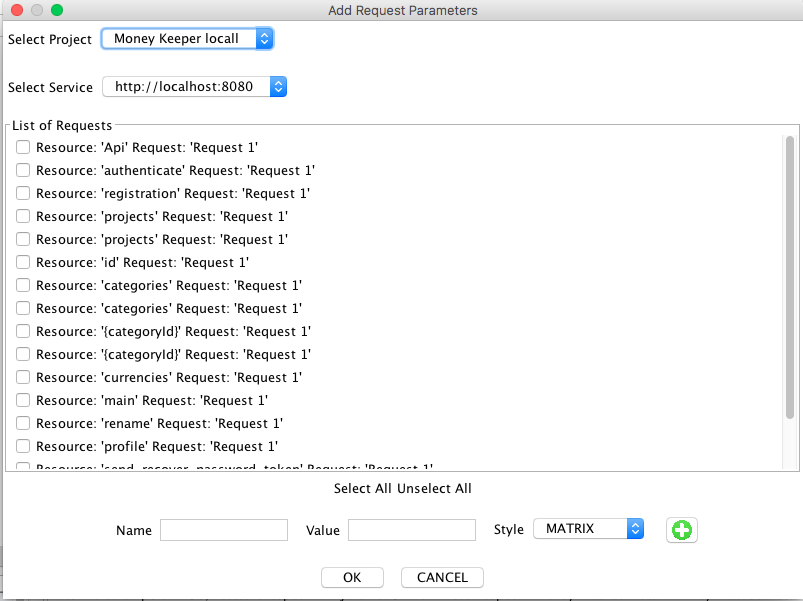 Add Request Parameters
Select Project Money Keeper locall
Select Service http://localhost:8080
List of Requests
Resource: 'Api' Request: 'Request 1'
Resource: 'authenticate' Request: 'Request 1'
Resource: 'registration' Request: 'Request 1'
Resource: 'projects' Request: 'Request 1'
Resource: 'projects' Request: 'Request 1'
Resource: 'id' Request: 'Request 1'
Resource: 'categories' Request: 'Request 1'
Resource: 'categories' Request: 'Request 1'
Resource: '{categoryId}' Request: 'Request 1'
Resource: '{categoryId}' Request: 'Request 1'
Resource: 'currencies' Request: 'Request 1'
Resource: 'main' Request: 'Request 1'
Resource: 'rename' Request: 'Request 1'
Resource: 'profile' Request: 'Request 1'
Resource: 'send_recover_password_token' Request: 'Request 1'
Select All Unselect All
Name Value Style MATRIX
OK CANCEL